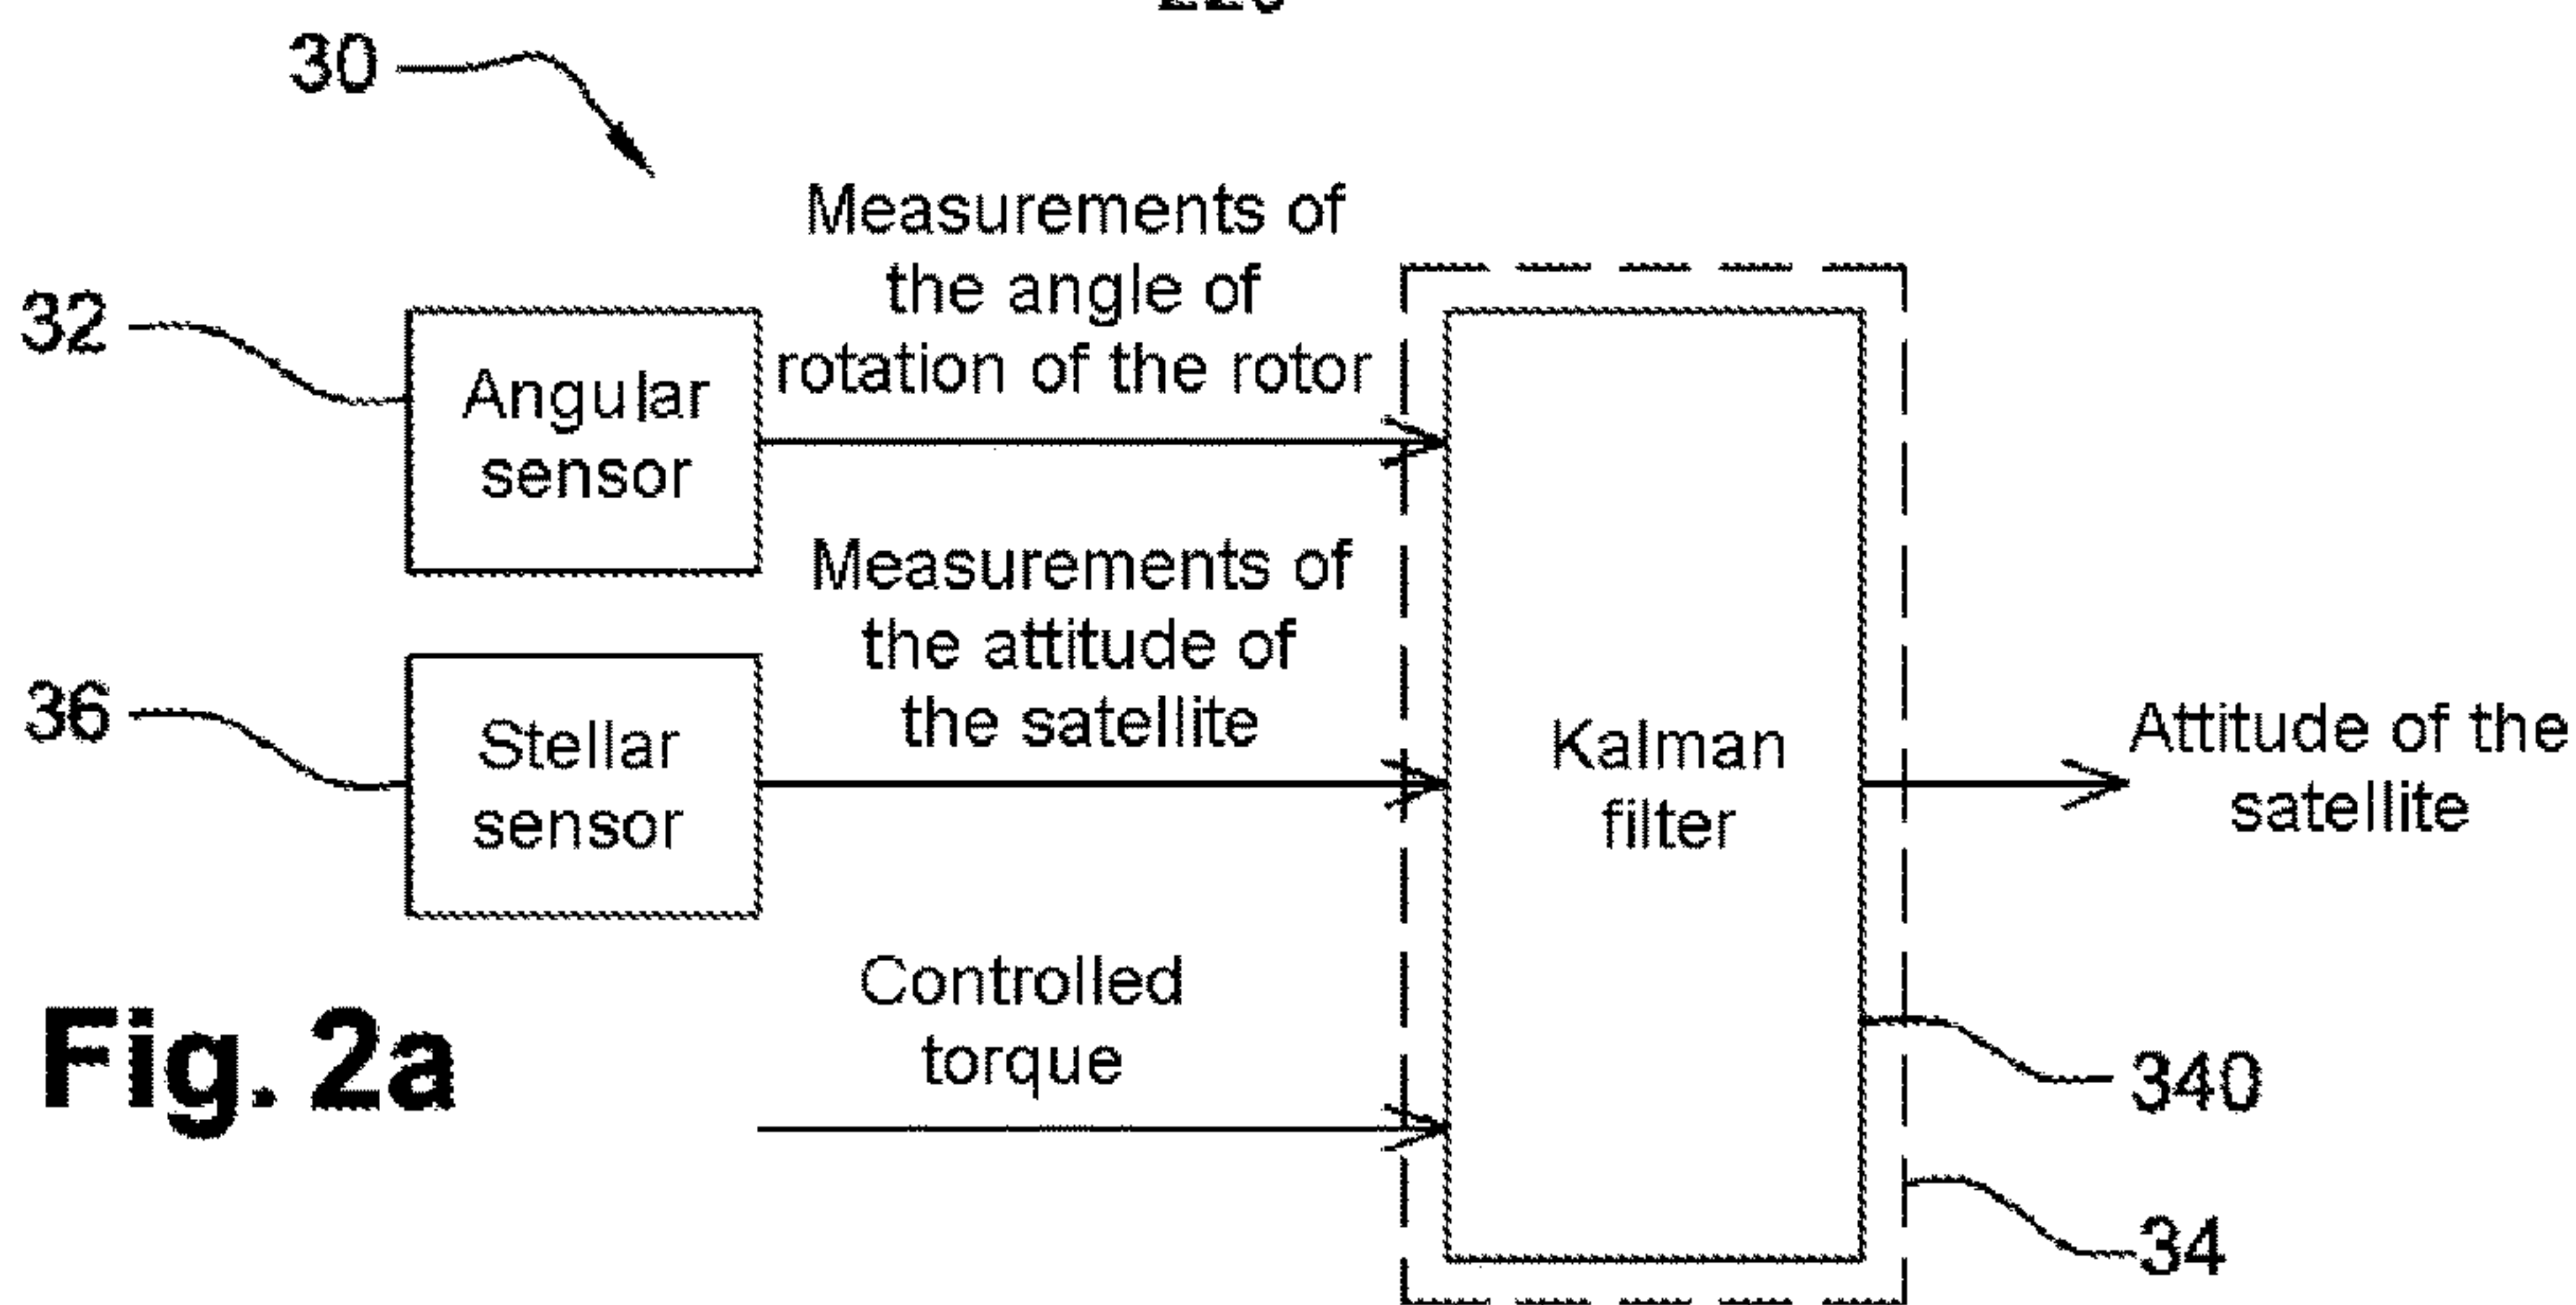 30
Measurements of
the angle of
rotation of the rotor
32
Angular
sensor
Measurements of
the attitude of
the satellite
36
Stellar
sensor
Kalman
filter
Attitude of the
satellite
Controlled
torque
Fig. 2a
340
34